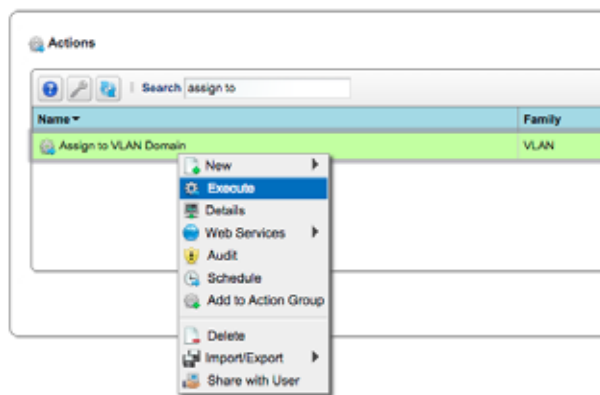 Actions
Search assign to
Name Family
Assign to VLAN Domain VLAN
New
Execute
Details
Web Services
Audit
Schedule
Add to Action Group
Delete
Import/Export
Share with User